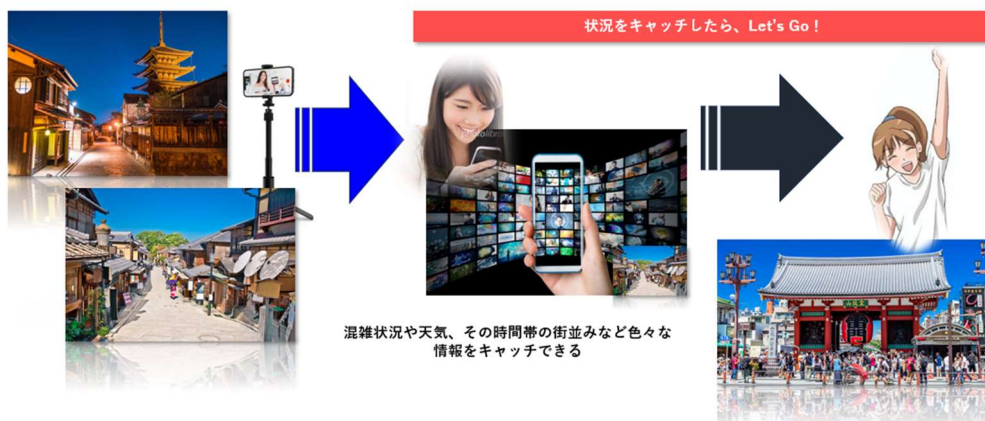 状況をキャッチしたら、Let's Go！
混雑状況や天気、その時間帯の街並みなど色々な
情報をキャッチできる